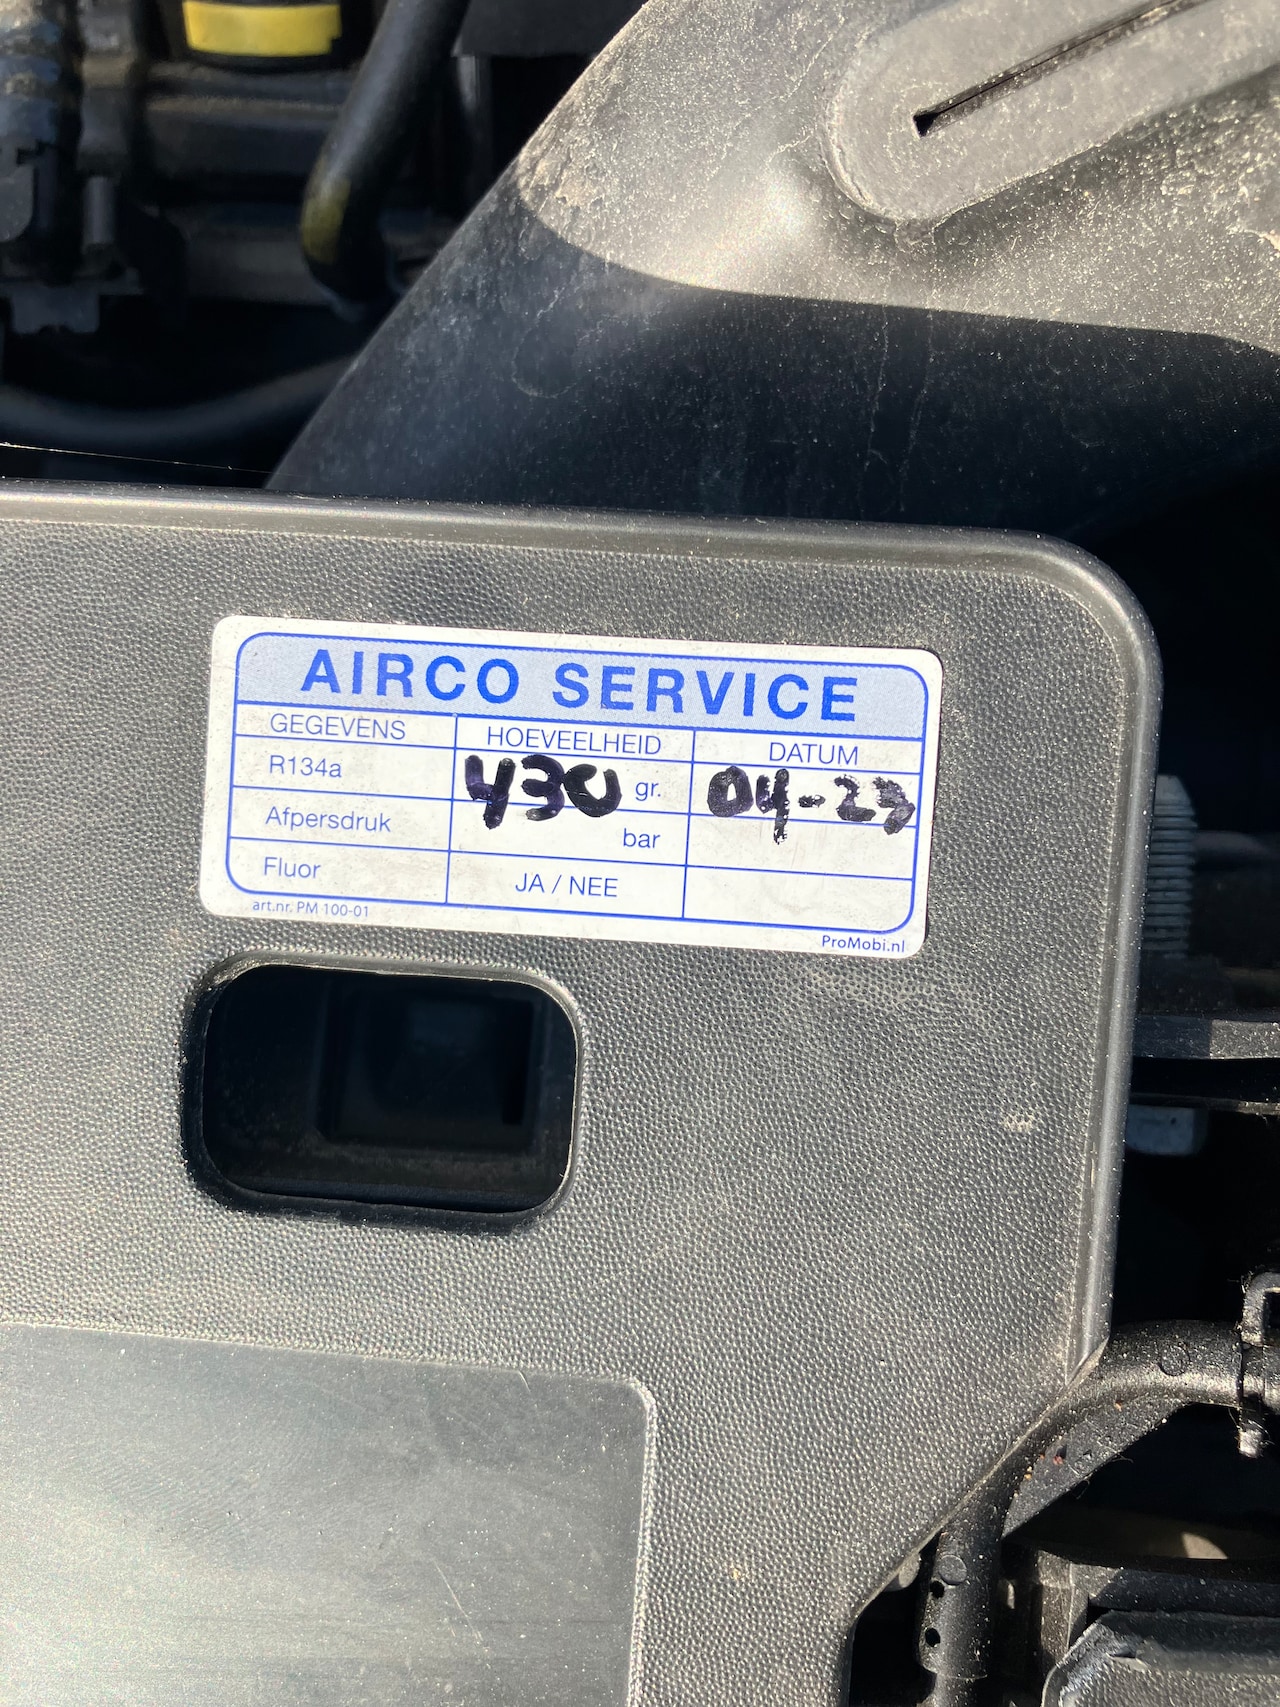 AIRCO SERVICE
GEGEVENS HOEVEELHEID DATUM
R134a 430 gr. 04-23
Afpersdruk bar
Fluor JA / NEE
art.nr. PM 100-01
ProMobi.nl